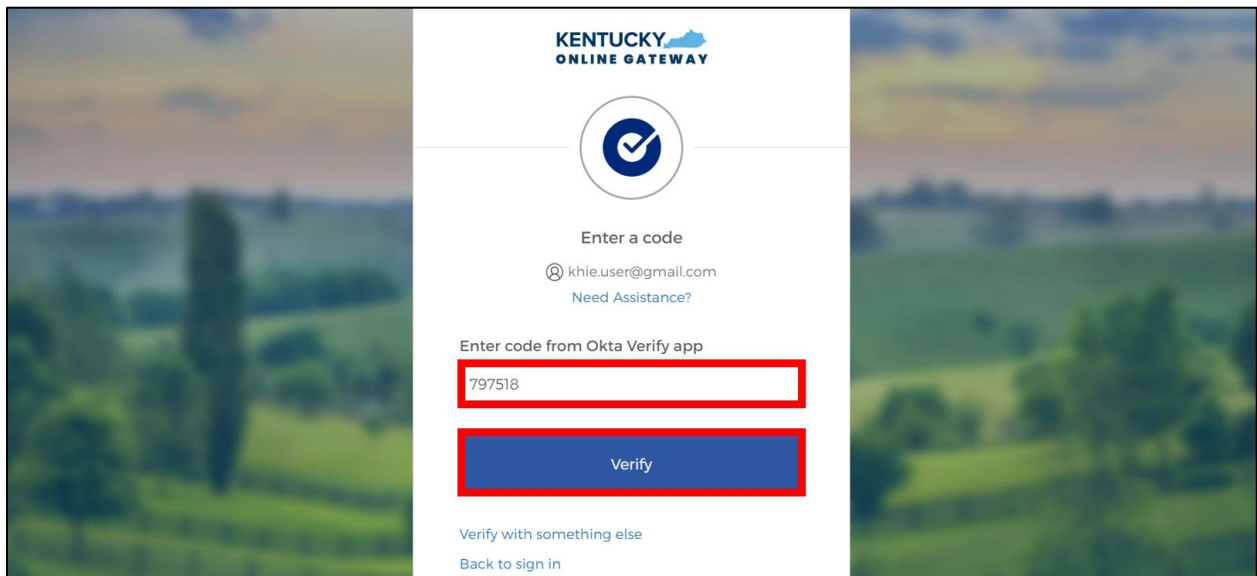 KENTUCKY
ONLINE GATEWAY
Enter a code
khie.user@gmail.com
Need Assistance?
Enter code from Okta Verify app
797518
Verify
Verify with something else
Back to sign in